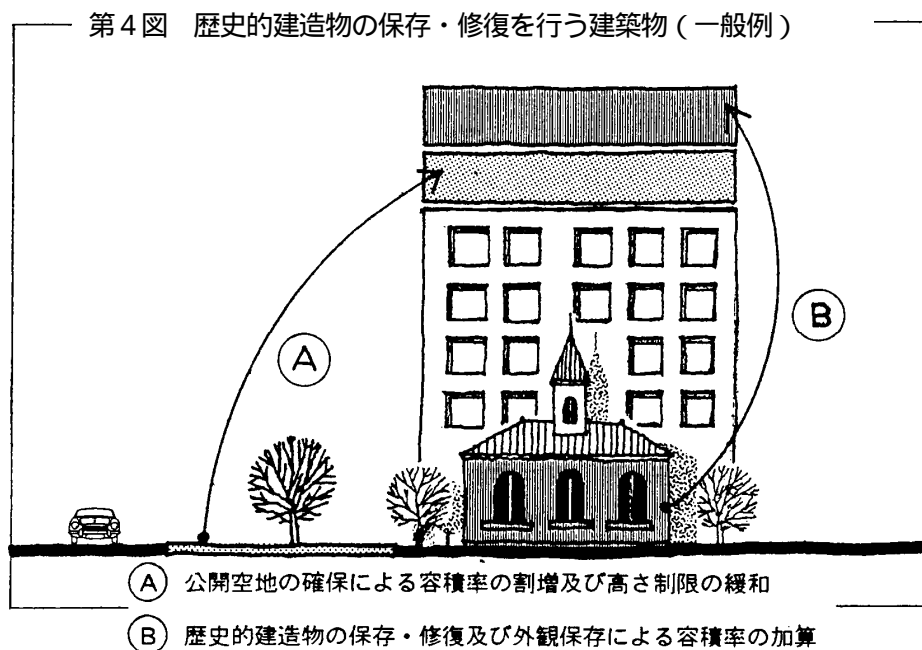 第4図 歴史的建造物の保存・修復を行う建築物(一般例)
A
B
A 公開空地の確保による容積率の割増及び高さ制限の緩和
B 歴史的建造物の保存・修復及び外観保存による容積率の加算